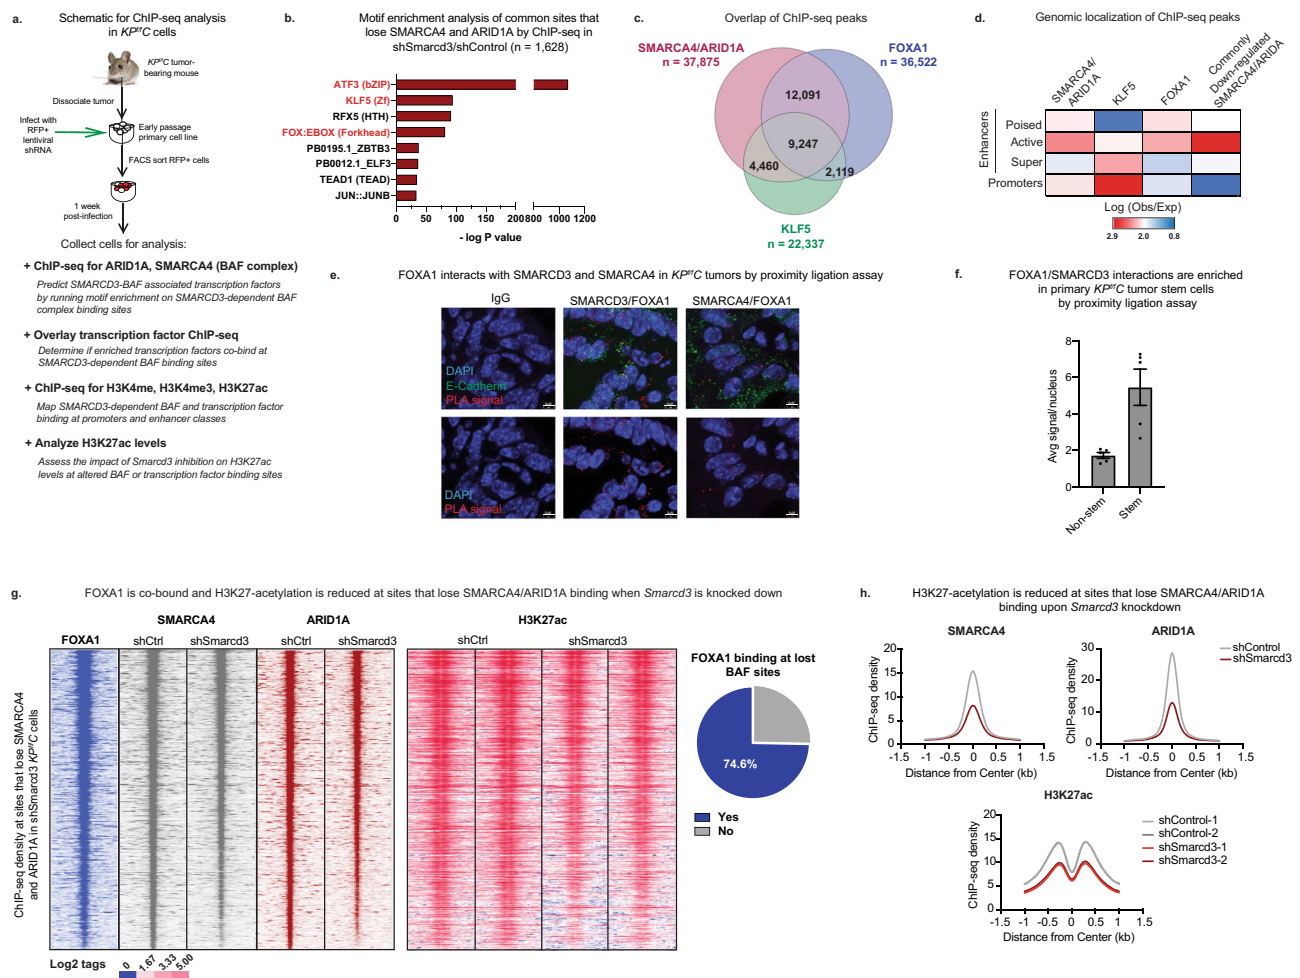 a.
Schematic for ChIP-seq analysis
in KPf/fC cells
KPf/fC tumor-
bearing mouse
Dissociate tumor
Infect with
RFP+
lentiviral
shRNA
Early passage
primary cell line
FACS sort RFP+ cells
1 week
post-infection
Collect cells for analysis:
+ ChIP-seq for ARID1A, SMARCA4 (BAF complex)
Predict SMARCD3-BAF associated transcription factors
by running motif enrichment on SMARCD3-dependent BAF
complex binding sites
+ Overlay transcription factor ChIP-seq
Determine if enriched transcription factors co-bind at
SMARCD3-dependent BAF binding sites
+ ChIP-seq for H3K4me, H3K4me3, H3K27ac
Map SMARCD3-dependent BAF and transcription factor
binding at promoters and enhancer classes
+ Analyze H3K27ac levels
Assess the impact of Smarcd3 inhibition on H3K27ac
levels at altered BAF or transcription factor binding sites
b.
Motif enrichment analysis of common sites that
lose SMARCA4 and ARID1A by ChIP-seq in
shSmarcd3/shControl (n = 1,628)
ATF3 (bZIP)
KLF5 (Zf)
RFX5 (HTH)
FOX:EBOX (Forkhead)
PB0195.1_ZBTB3
PB0012.1_ELF3
TEAD1 (TEAD)
JUN::JUNB
0 50 100 150 200 800 1000 1200
- log P value
c.
Overlap of ChIP-seq peaks
SMARCA4/ARID1A
n = 37,875
FOXA1
n = 36,522
12,091
9,247
4,460
2,119
KLF5
n = 22,337
d.
Genomic localization of ChIP-seq peaks
SMARCA4/
ARID1A
KLF5
FOXA1
Commonly
Down-regulated
SMARCA4/ARIDA
Enhancers
Poised
Active
Super
Promoters
Log (Obs/Exp)
2.9 2.0 0.8
e.
FOXA1 interacts with SMARCD3 and SMARCA4 in KPf/fC tumors by proximity ligation assay
IgG
SMARCD3/FOXA1
SMARCA4/FOXA1
DAPI
E-Cadherin
PLA signal
DAPI
PLA signal
f.
FOXA1/SMARCD3 interactions are enriched
in primary KPf/fC tumor stem cells
by proximity ligation assay
Avg signal/nucleus
8
6
4
2
0
Non-stem
Stem
g.
FOXA1 is co-bound and H3K27-acetylation is reduced at sites that lose SMARCA4/ARID1A binding when Smarcd3 is knocked down
SMARCA4
ARID1A
H3K27ac
FOXA1
shCtrl
shSmarcd3
shCtrl
shSmarcd3
shCtrl
shSmarcd3
ChIP-seq density at sites that lose SMARCA4
and ARID1A in shSmarcd3 KPf/fC cells
Log2 tags
0 1.67 3.33 5.00
FOXA1 binding at lost
BAF sites
74.6%
Yes
No
h.
H3K27-acetylation is reduced at sites that lose SMARCA4/ARID1A
binding upon Smarcd3 knockdown
SMARCA4
ChIP-seq density
20
15
10
5
0
-1.5 -1 -0.5 0 0.5 1 1.5
Distance from Center (kb)
ARID1A
shControl
shSmarcd3
ChIP-seq density
30
20
10
0
-1.5 -1 -0.5 0 0.5 1 1.5
Distance from Center (kb)
H3K27ac
ChIP-seq density
20
15
10
5
0
-1.5 -1 -0.5 0 0.5 1 1.5
Distance from Center (kb)
shControl-1
shControl-2
shSmarcd3-1
shSmarcd3-2